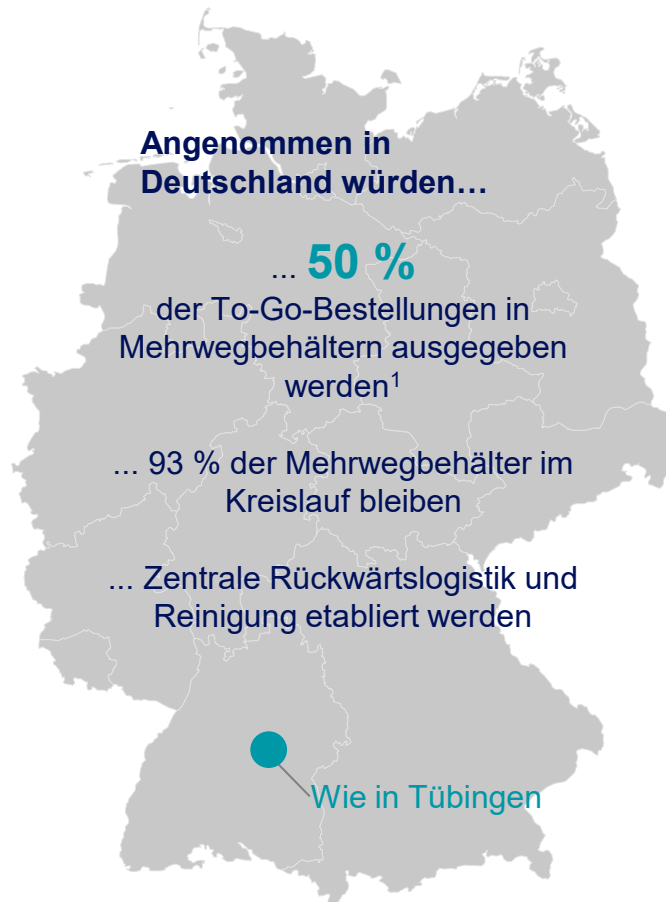 Angenommen in
Deutschland würden…
... 50 %
der To-Go-Bestellungen in
Mehrwegbehältern ausgegeben
werden¹
... 93 % der Mehrwegbehälter im
Kreislauf bleiben
... Zentrale Rückwärtslogistik und
Reinigung etabliert werden
Wie in Tübingen